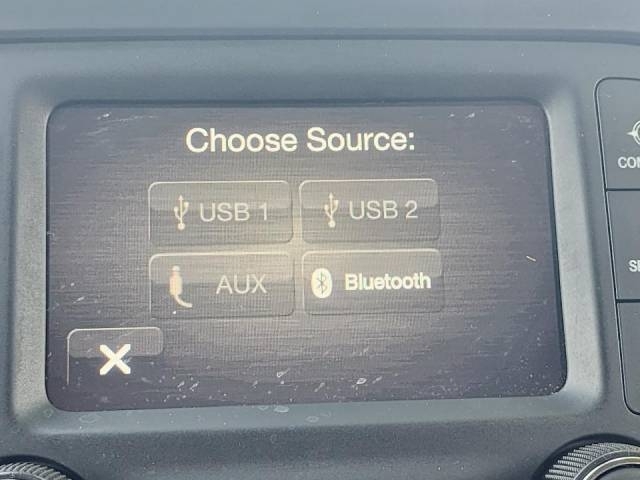 Choose Source:
USB 1
USB 2
AUX
Bluetooth